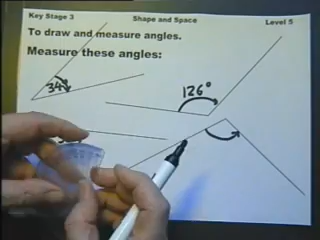 Key Stage 3 Shape and Space Level 5
To draw and measure angles.
Measure these angles:
34°
126°